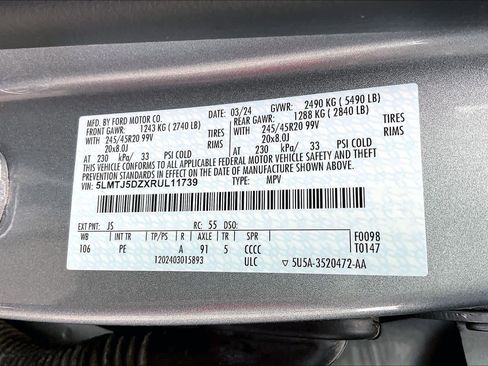 MFD. BY FORD MOTOR CO. DATE: 03/24 GVWR: 2490 KG (5490 LB)
FRONT GAWR: 1243 KG (2740 LB) REAR GAWR: 1288 KG (2840 LB)
WITH 245/45R20 99V TIRES WITH 245/45R20 99V TIRES
20x8.0J RIMS 20x8.0J RIMS
AT 230 kPa/ 33 PSI COLD AT 230 kPa/ 33 PSI COLD
THIS VEHICLE CONFORMS TO ALL APPLICABLE FEDERAL MOTOR VEHICLE SAFETY, BUMPER, AND THEFT
PREVENTION STANDARDS IN EFFECT ON THE DATE OF MANUFACTURE SHOWN ABOVE.
VIN: 5LMTJ5DZXRUL11739 TYPE: MPV
EXT PNT: JS RC: 55 DSO:
WB INT TR TP/PS R AXLE TR SPR F0098
106 PE A 91 5 CCCC T0147
1202403015893 ULC ▽ 5U5A-3520472-AA